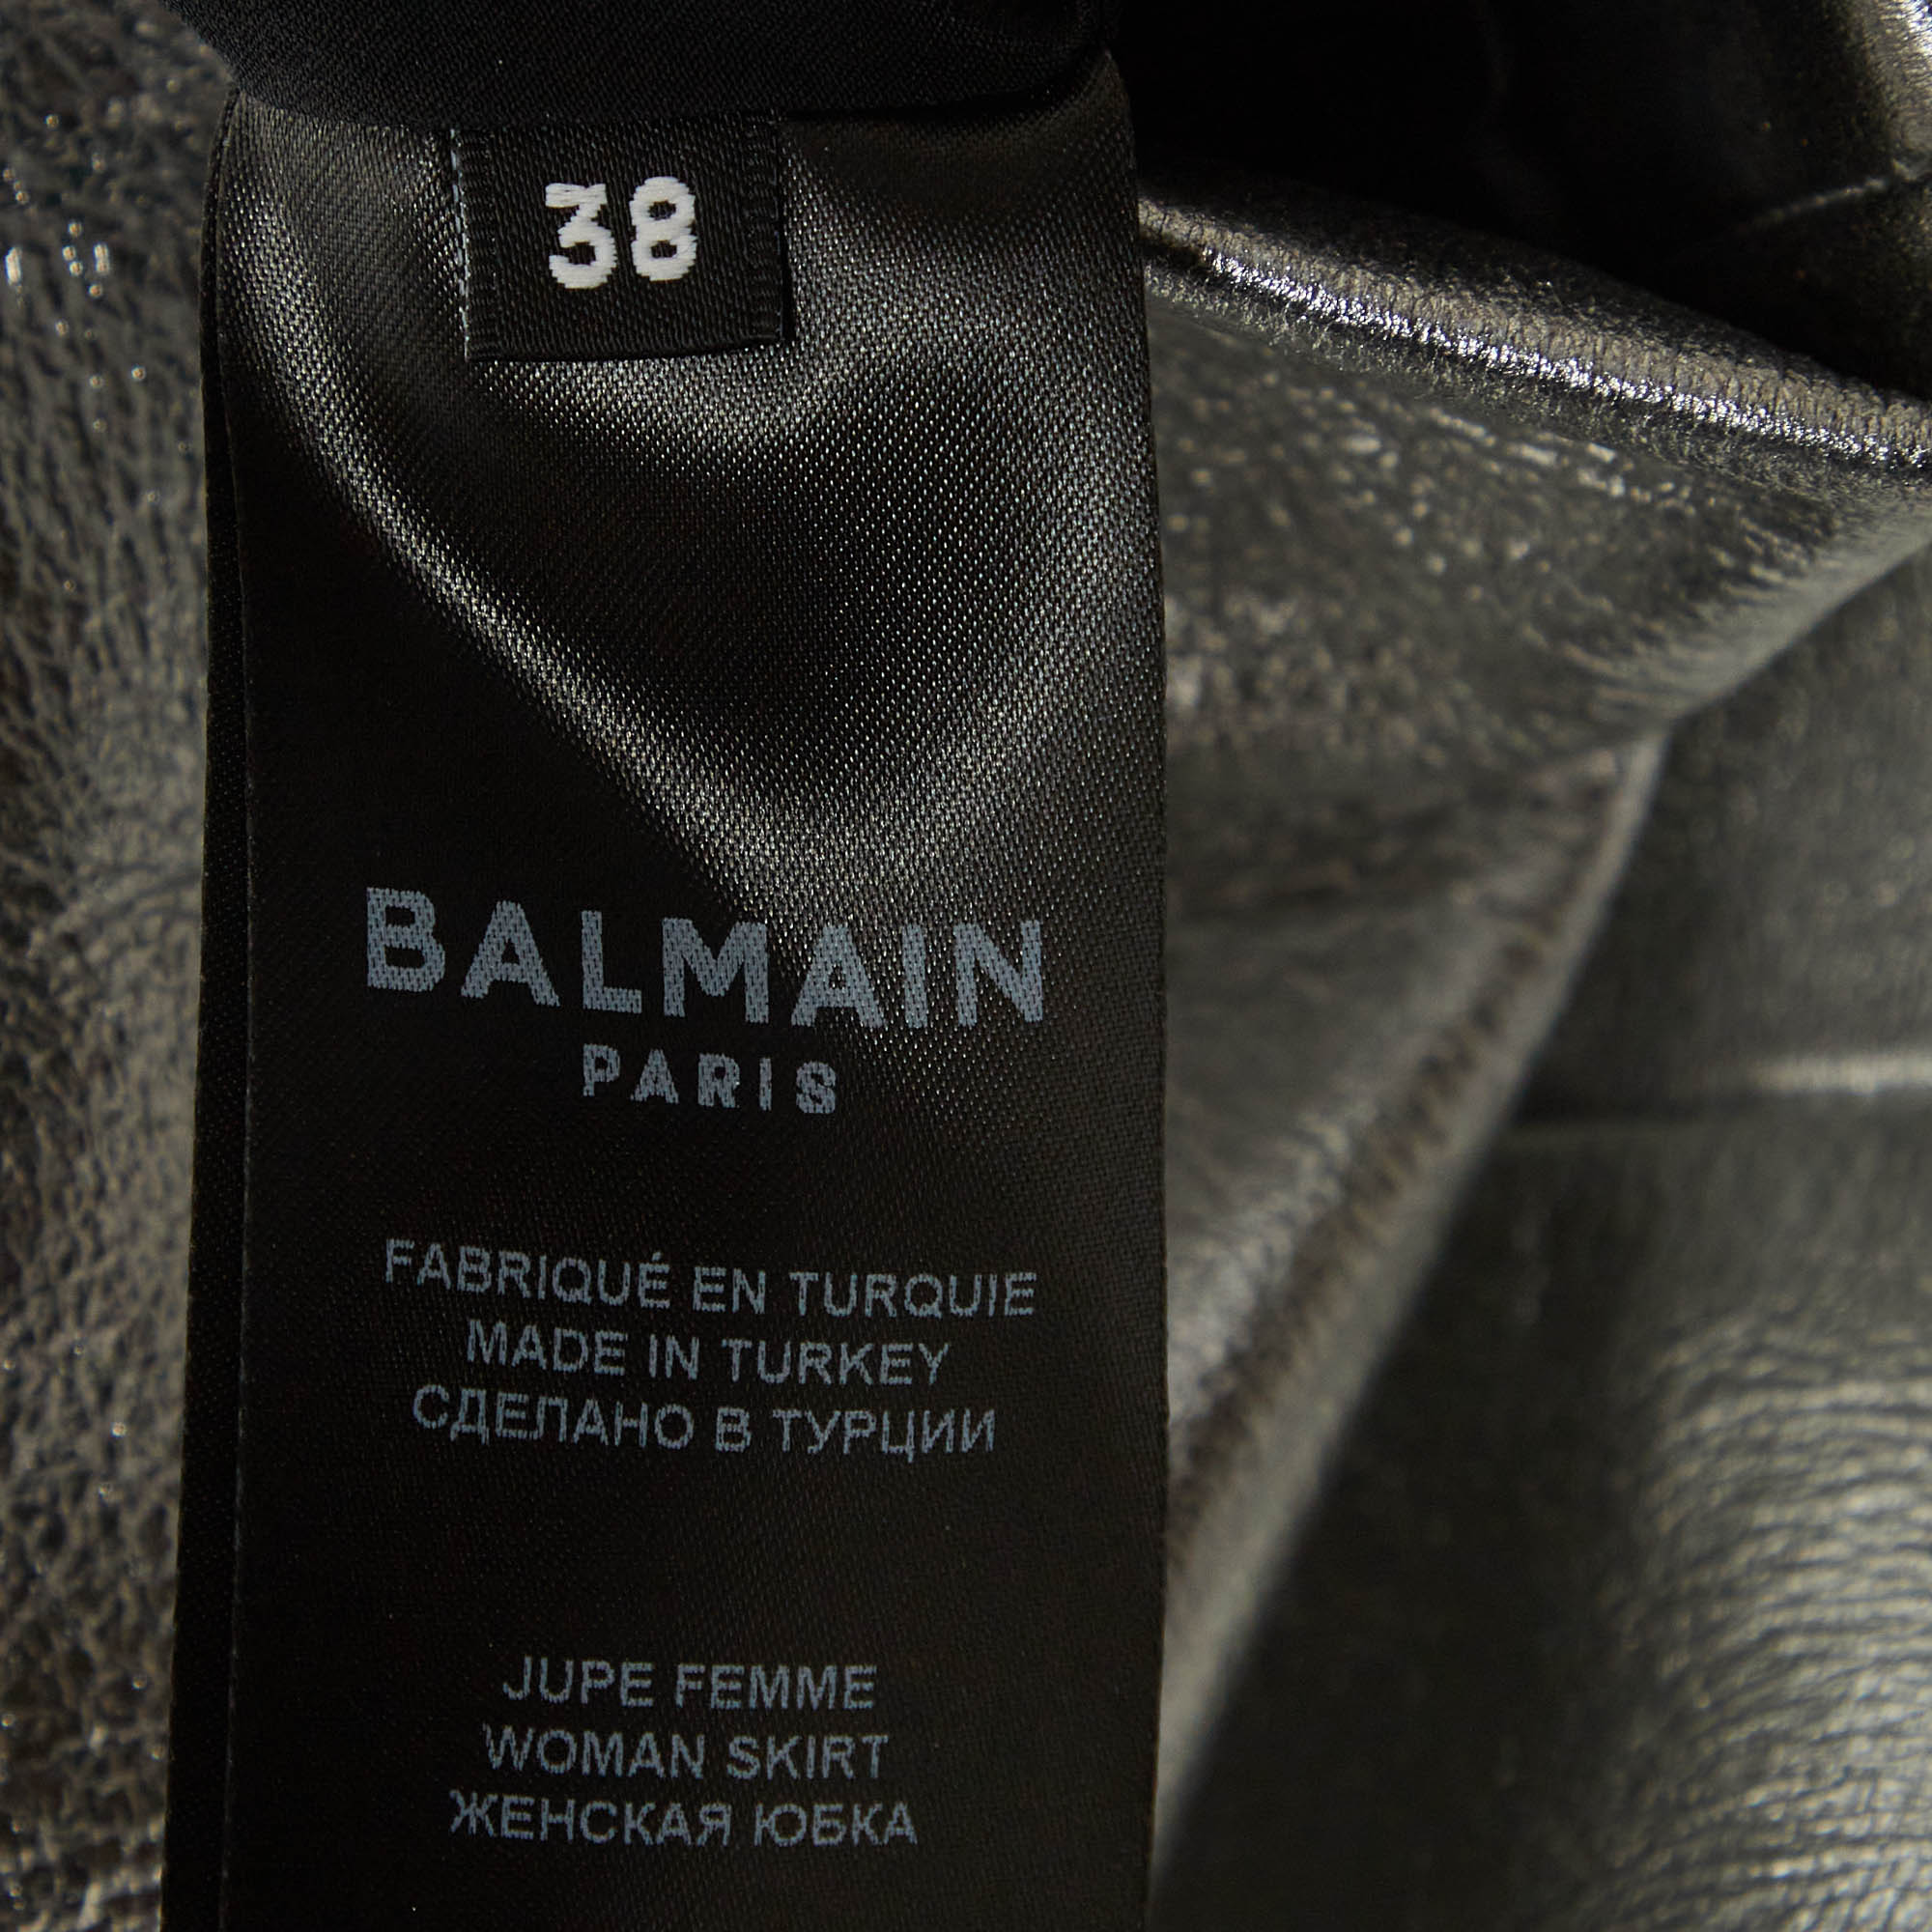 38
BALMAIN
PARIS
FABRIQUÉ EN TURQUIE
MADE IN TURKEY
СДЕЛАНО В ТУРЦИИ
JUPE FEMME
WOMAN SKIRT
ЖЕНСКАЯ ЮБКА